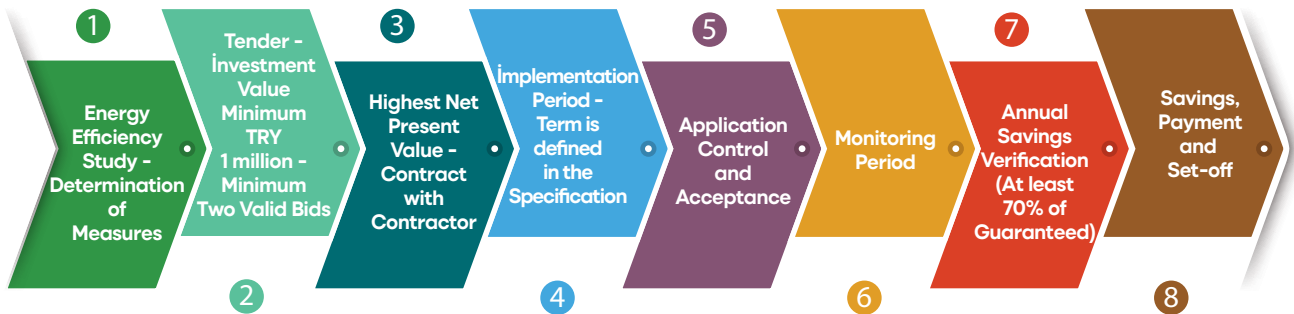 1
Energy
Efficiency
Study -
Determination
of
Measures
2
Tender -
İnvestment
Value
Minimum
TRY
1 million -
Minimum
Two Valid Bids
3
Highest Net
Present
Value -
Contract
with
Contractor
4
İmplementation
Period -
Term is
defined
in the
Specification
5
Application
Control
and
Acceptance
6
Monitoring
Period
7
Annual
Savings
Verification
(At least
70% of
Guaranteed)
8
Savings,
Payment
and
Set-off